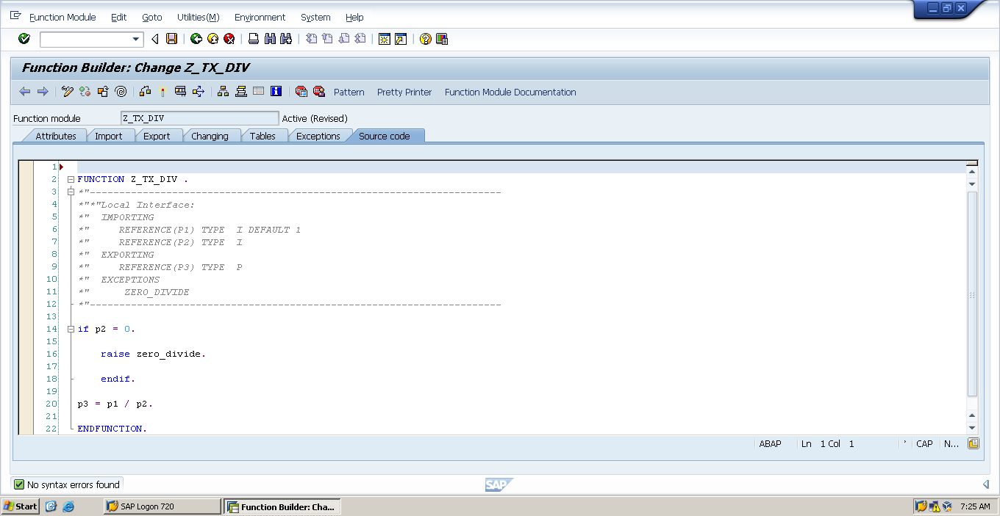 Function Module Edit Goto Utilities(M) Environment System Help
Function Builder: Change Z_TX_DIV
Pattern Pretty Printer Function Module Documentation
Function module Z_TX_DIV Active (Revised)
Attributes Import Export Changing Tables Exceptions Source code
1
2 FUNCTION Z_TX_DIV .
3 *"----------------------------------------------------------------------
4 *"*"Local Interface:
5 *" IMPORTING
6 *" REFERENCE(P1) TYPE I DEFAULT 1
7 *" REFERENCE(P2) TYPE I
8 *" EXPORTING
9 *" REFERENCE(P3) TYPE P
10 *" EXCEPTIONS
11 *" ZERO_DIVIDE
12 *"----------------------------------------------------------------------
13
14 if p2 = 0.
15
16 raise zero_divide.
17
18 endif.
19
20 p3 = p1 / p2.
21
22 ENDFUNCTION.
ABAP Ln 1 Col 1 * CAP N...
No syntax errors found
SAP
Start SAP Logon 720 Function Builder: Cha... 7:25 AM